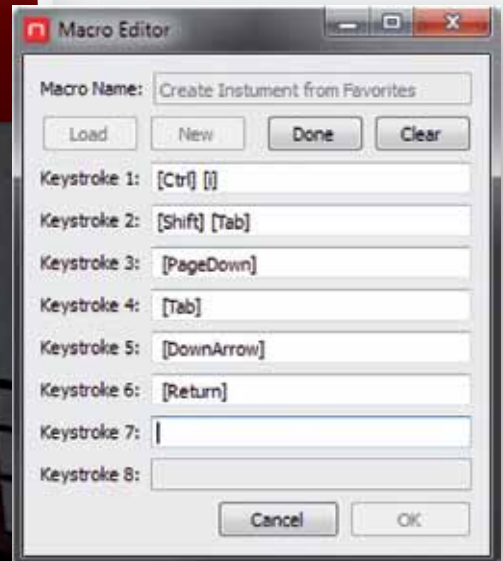 Macro Editor
Macro Name: Create Instument from Favorites
Load New Done Clear
Keystroke 1: [Ctrl] [i]
Keystroke 2: [Shift] [Tab]
Keystroke 3: [PageDown]
Keystroke 4: [Tab]
Keystroke 5: [DownArrow]
Keystroke 6: [Return]
Keystroke 7:
Keystroke 8:
Cancel OK